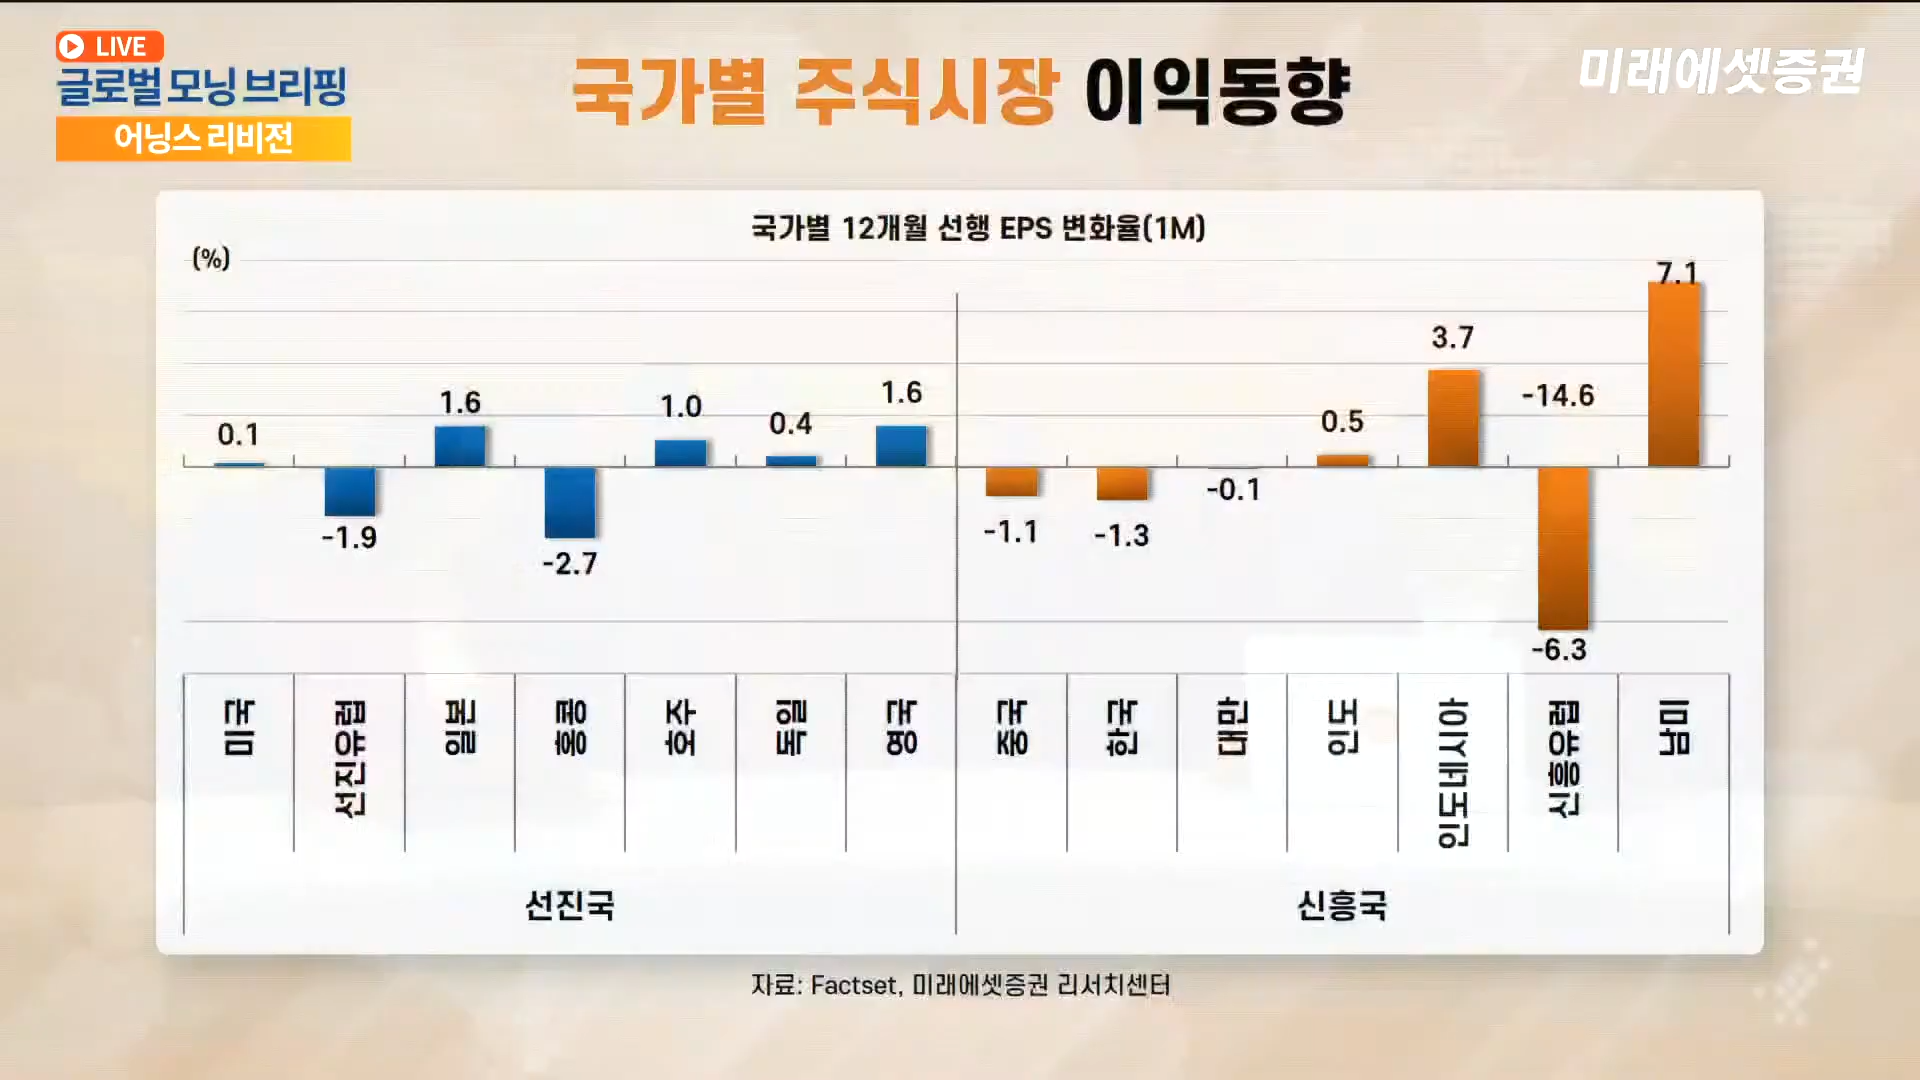 LIVE
글로벌 모닝 브리핑
어닝스 리비전
국가별 주식시장 이익동향
미래에셋증권
국가별 12개월 선행 EPS 변화율(1M)
(%)
0.1
-1.9
1.6
-2.7
1.0
0.4
1.6
-1.1
-1.3
-0.1
0.5
3.7
-14.6
-6.3
7.1
미국
선진유럽
일본
홍콩
호주
독일
영국
중국
한국
대만
인도
인도네시아
신흥유럽
남미
선진국
신흥국
자료: Factset, 미래에셋증권 리서치센터